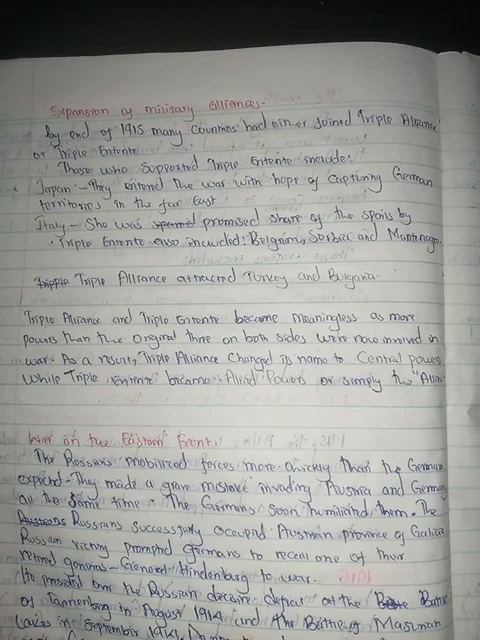 Expansion of military alliences.
By end of 1915 many Countries had either Joined Triple Alliance
or Triple Entente
Those who Supported Triple Entente include:
Japan - They entered the war with hope of Capturing German
territories in the far East
Italy - She was promised share of the spoils by
Triple Entente also included: Belgium, Serbia and Montenegro
Triple Alliance attracted Turkey and Bulgaria.
Triple Alliance and Triple Entente became Meaningless as more
powers than the original three on both sides were now involved in
war. As a result, Triple Alliance Changed its name to Central powers
While Triple Entente became Allied Powers or simply the "Allies"
War on the Eastern Front.
The Russians mobilized forces more quickly than the Germans
expected. They made a grave mistake invading Austria and Germany
at the same time. The Germans soon humiliated them. The
Russians successfully occupied Austrian province of Galicia
Russian victory prompted Germans to recall one of their
retired generals - General Hindenburg to war.
He presided over the Russian decisive defeat at the Battle
of Tannenburg in August 1914 and the Battle of Masurian
Lakes in September 1914.